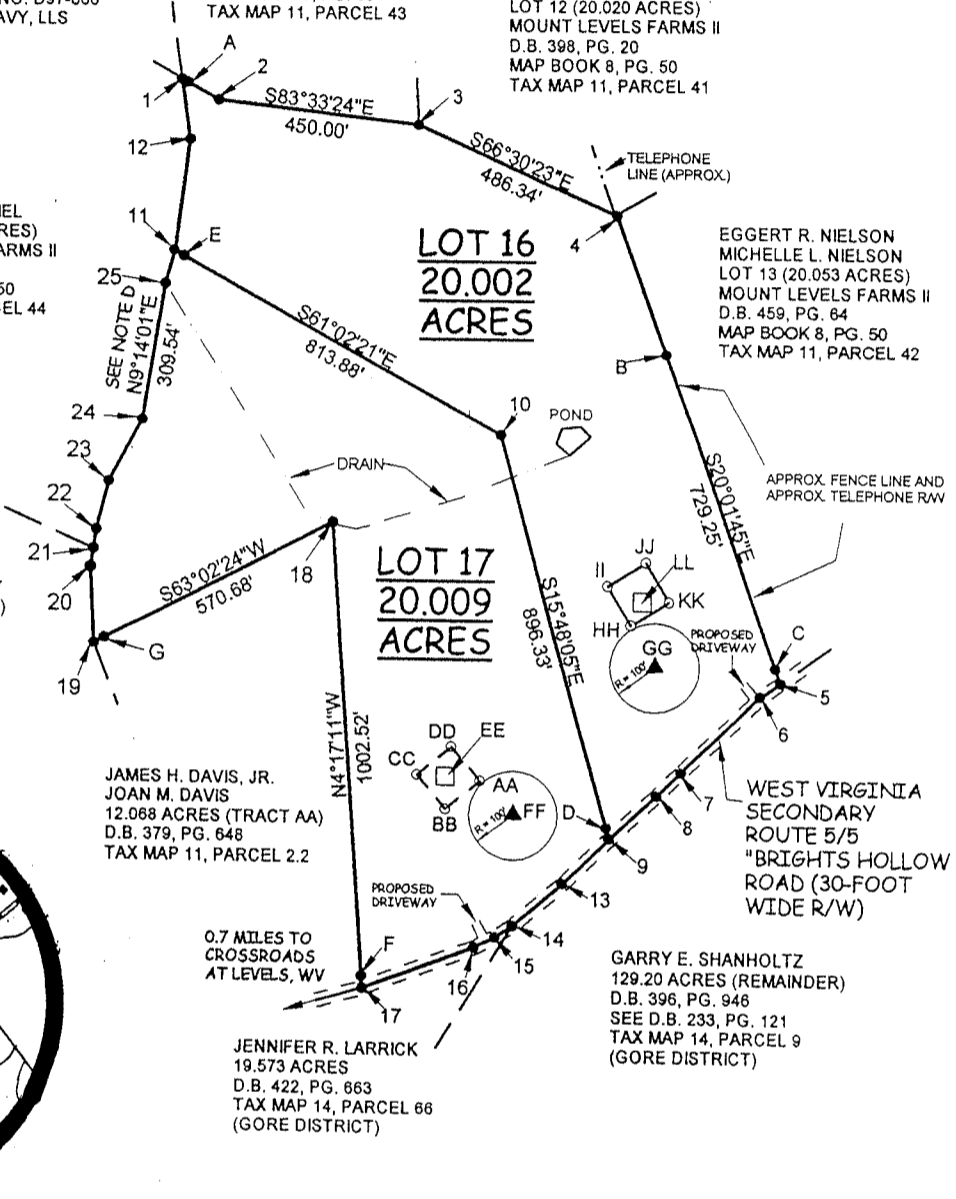 AVY, LLS
TAX MAP 11, PARCEL 43
LOT 12 (20.020 ACRES)
MOUNT LEVELS FARMS II
D.B. 398, PG. 20
MAP BOOK 8, PG. 50
TAX MAP 11, PARCEL 41
A
1
2
S83°33'24"E
450.00'
3
12
S66°30'23"E
486.34'
TELEPHONE
LINE (APPROX.)
4
IEL
RES)
ARMS II
50
EL 44
11
E
25
LOT 16
20.002
ACRES
EGGERT R. NIELSON
MICHELLE L. NIELSON
LOT 13 (20.053 ACRES)
MOUNT LEVELS FARMS II
D.B. 459, PG. 64
MAP BOOK 8, PG. 50
TAX MAP 11, PARCEL 42
SEE NOTE D
N9°14'01"E
309.54'
S61°02'21"E
813.88'
B
24
10
POND
23
DRAIN
S20°01'45"E
729.25'
APPROX. FENCE LINE AND
APPROX. TELEPHONE R/W
22
21
20
S63°02'24"W
570.68'
18
LOT 17
20.009
ACRES
S15°48'05"E
896.33'
JJ
II
LL
KK
HH
PROPOSED
DRIVEWAY
GG
R = 100'
C
5
6
G
19
N4°17'11"W
1002.52'
DD
EE
CC
AA
BB
R = 100'
FF
D
7
8
9
JAMES H. DAVIS, JR.
JOAN M. DAVIS
12.068 ACRES (TRACT AA)
D.B. 379, PG. 648
TAX MAP 11, PARCEL 2.2
WEST VIRGINIA
SECONDARY
ROUTE 5/5
"BRIGHTS HOLLOW
ROAD (30-FOOT
WIDE R/W)
PROPOSED
DRIVEWAY
13
14
15
16
F
17
0.7 MILES TO
CROSSROADS
AT LEVELS, WV
GARRY E. SHANHOLTZ
129.20 ACRES (REMAINDER)
D.B. 396, PG. 946
SEE D.B. 233, PG. 121
TAX MAP 14, PARCEL 9
(GORE DISTRICT)
JENNIFER R. LARRICK
19.573 ACRES
D.B. 422, PG. 663
TAX MAP 14, PARCEL 66
(GORE DISTRICT)